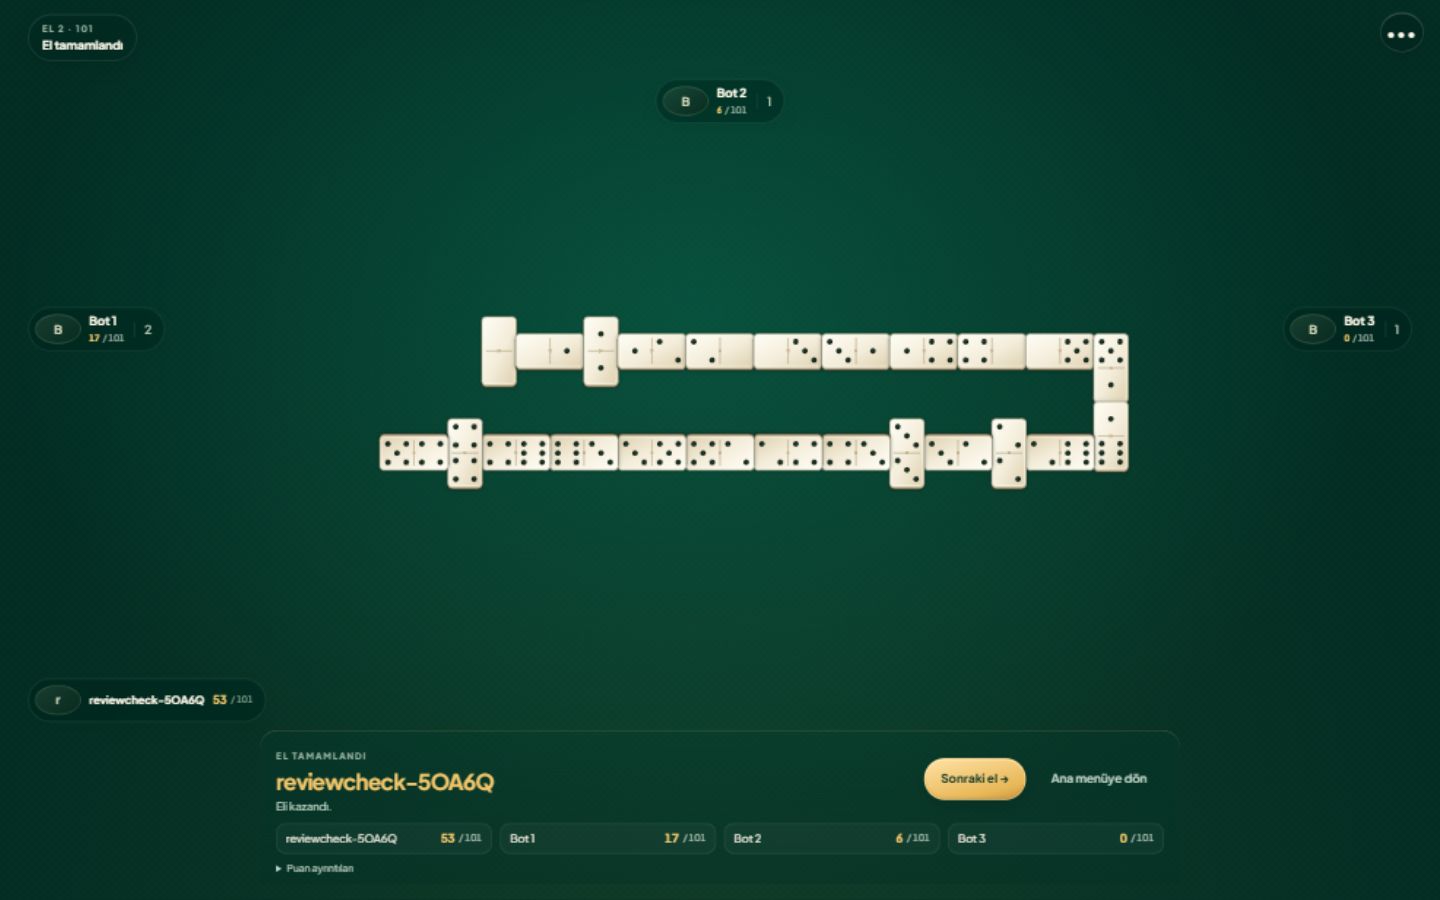 EL 2 · 101
El tamamlandı
B
Bot 2
6 /101
1
B
Bot 1
17 /101
2
B
Bot 3
0 /101
1
r
reviewcheck-5OA6Q 53 /101
EL TAMAMLANDI
reviewcheck-5OA6Q
Eli kazandı.
Sonraki el →
Ana menüye dön
reviewcheck-5OA6Q 53 /101
Bot 1 17 /101
Bot 2 6 /101
Bot 3 0 /101
▸ Puan ayrıntıları